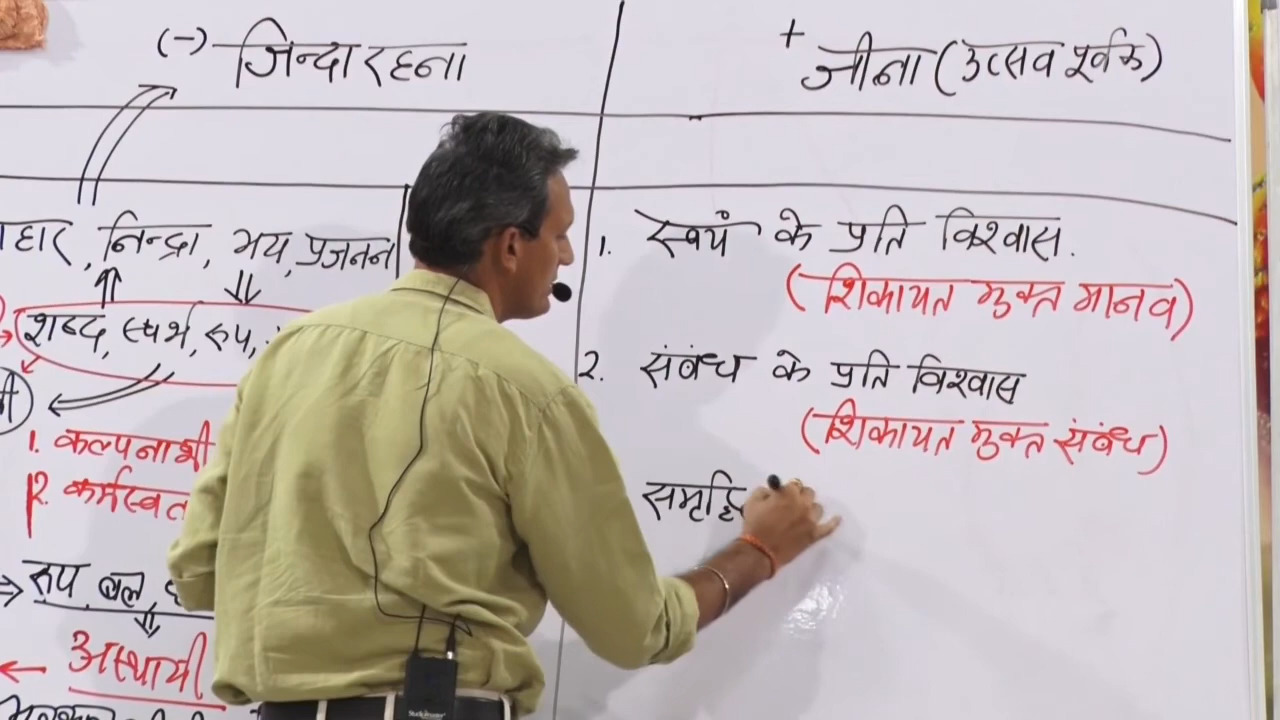 (-) जिन्दा रहना
+ जीना (उत्सव पूर्वक)
हार, निन्द्रा, भय, प्रजनन
शब्द, स्पर्श, रूप,
1. कल्पनाशी
2. कर्मस्वत
रूप, बल,
अस्थायी
1. स्वयं के प्रति विश्वास.
(शिकायत मुक्त मानव)
2. संबंध के प्रति विश्वास
(शिकायत मुक्त संबंध)
समृद्धि